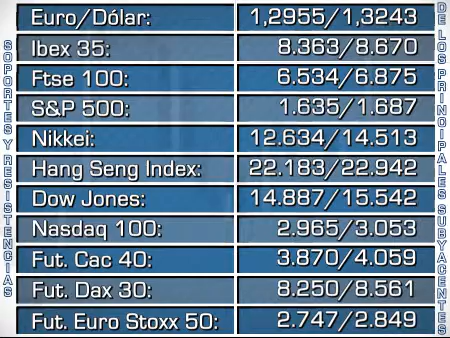 SOPORTES Y RESISTENCIAS
DE LOS PRINCIPALES SUBYACENTES
Euro/Dólar: 1,2955/1,3243
Ibex 35: 8.363/8.670
Ftse 100: 6.534/6.875
S&P 500: 1.635/1.687
Nikkei: 12.634/14.513
Hang Seng Index: 22.183/22.942
Dow Jones: 14.887/15.542
Nasdaq 100: 2.965/3.053
Fut. Cac 40: 3.870/4.059
Fut. Dax 30: 8.250/8.561
Fut. Euro Stoxx 50: 2.747/2.849